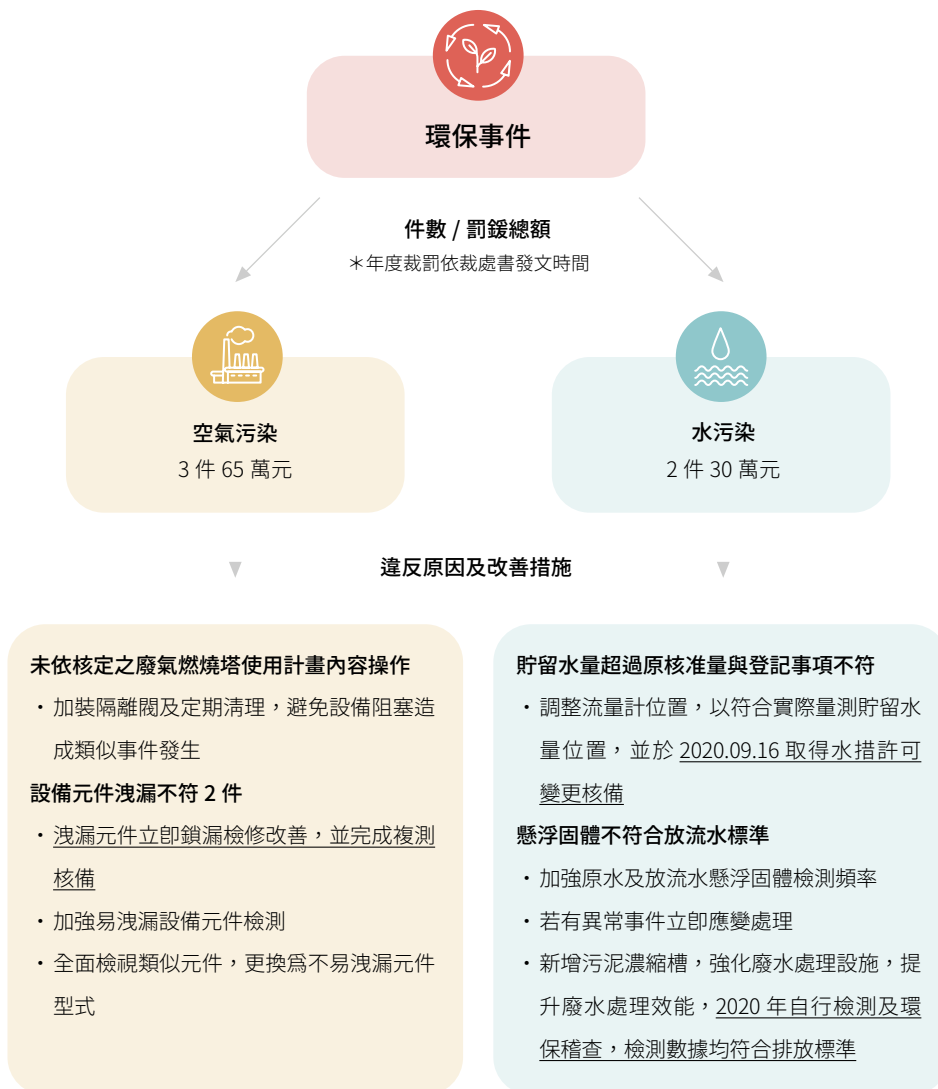 環保事件
件數 / 罰鍰總額
＊年度裁罰依裁處書發文時間
空氣污染
3 件 65 萬元
水污染
2 件 30 萬元
違反原因及改善措施
未依核定之廢氣燃燒塔使用計畫內容操作
・加裝隔離閥及定期清理，避免設備阻塞造
成類似事件發生
設備元件洩漏不符 2 件
・洩漏元件立即鎖漏檢修改善，並完成複測
核備
・加強易洩漏設備元件檢測
・全面檢視類似元件，更換為不易洩漏元件
型式
貯留水量超過原核准量與登記事項不符
・調整流量計位置，以符合實際量測貯留水
量位置，並於 2020.09.16 取得水措許可
變更核備
懸浮固體不符合放流水標準
・加強原水及放流水懸浮固體檢測頻率
・若有異常事件立即應變處理
・新增污泥濃縮槽，強化廢水處理設施，提
升廢水處理效能，2020 年自行檢測及環
保稽查，檢測數據均符合排放標準